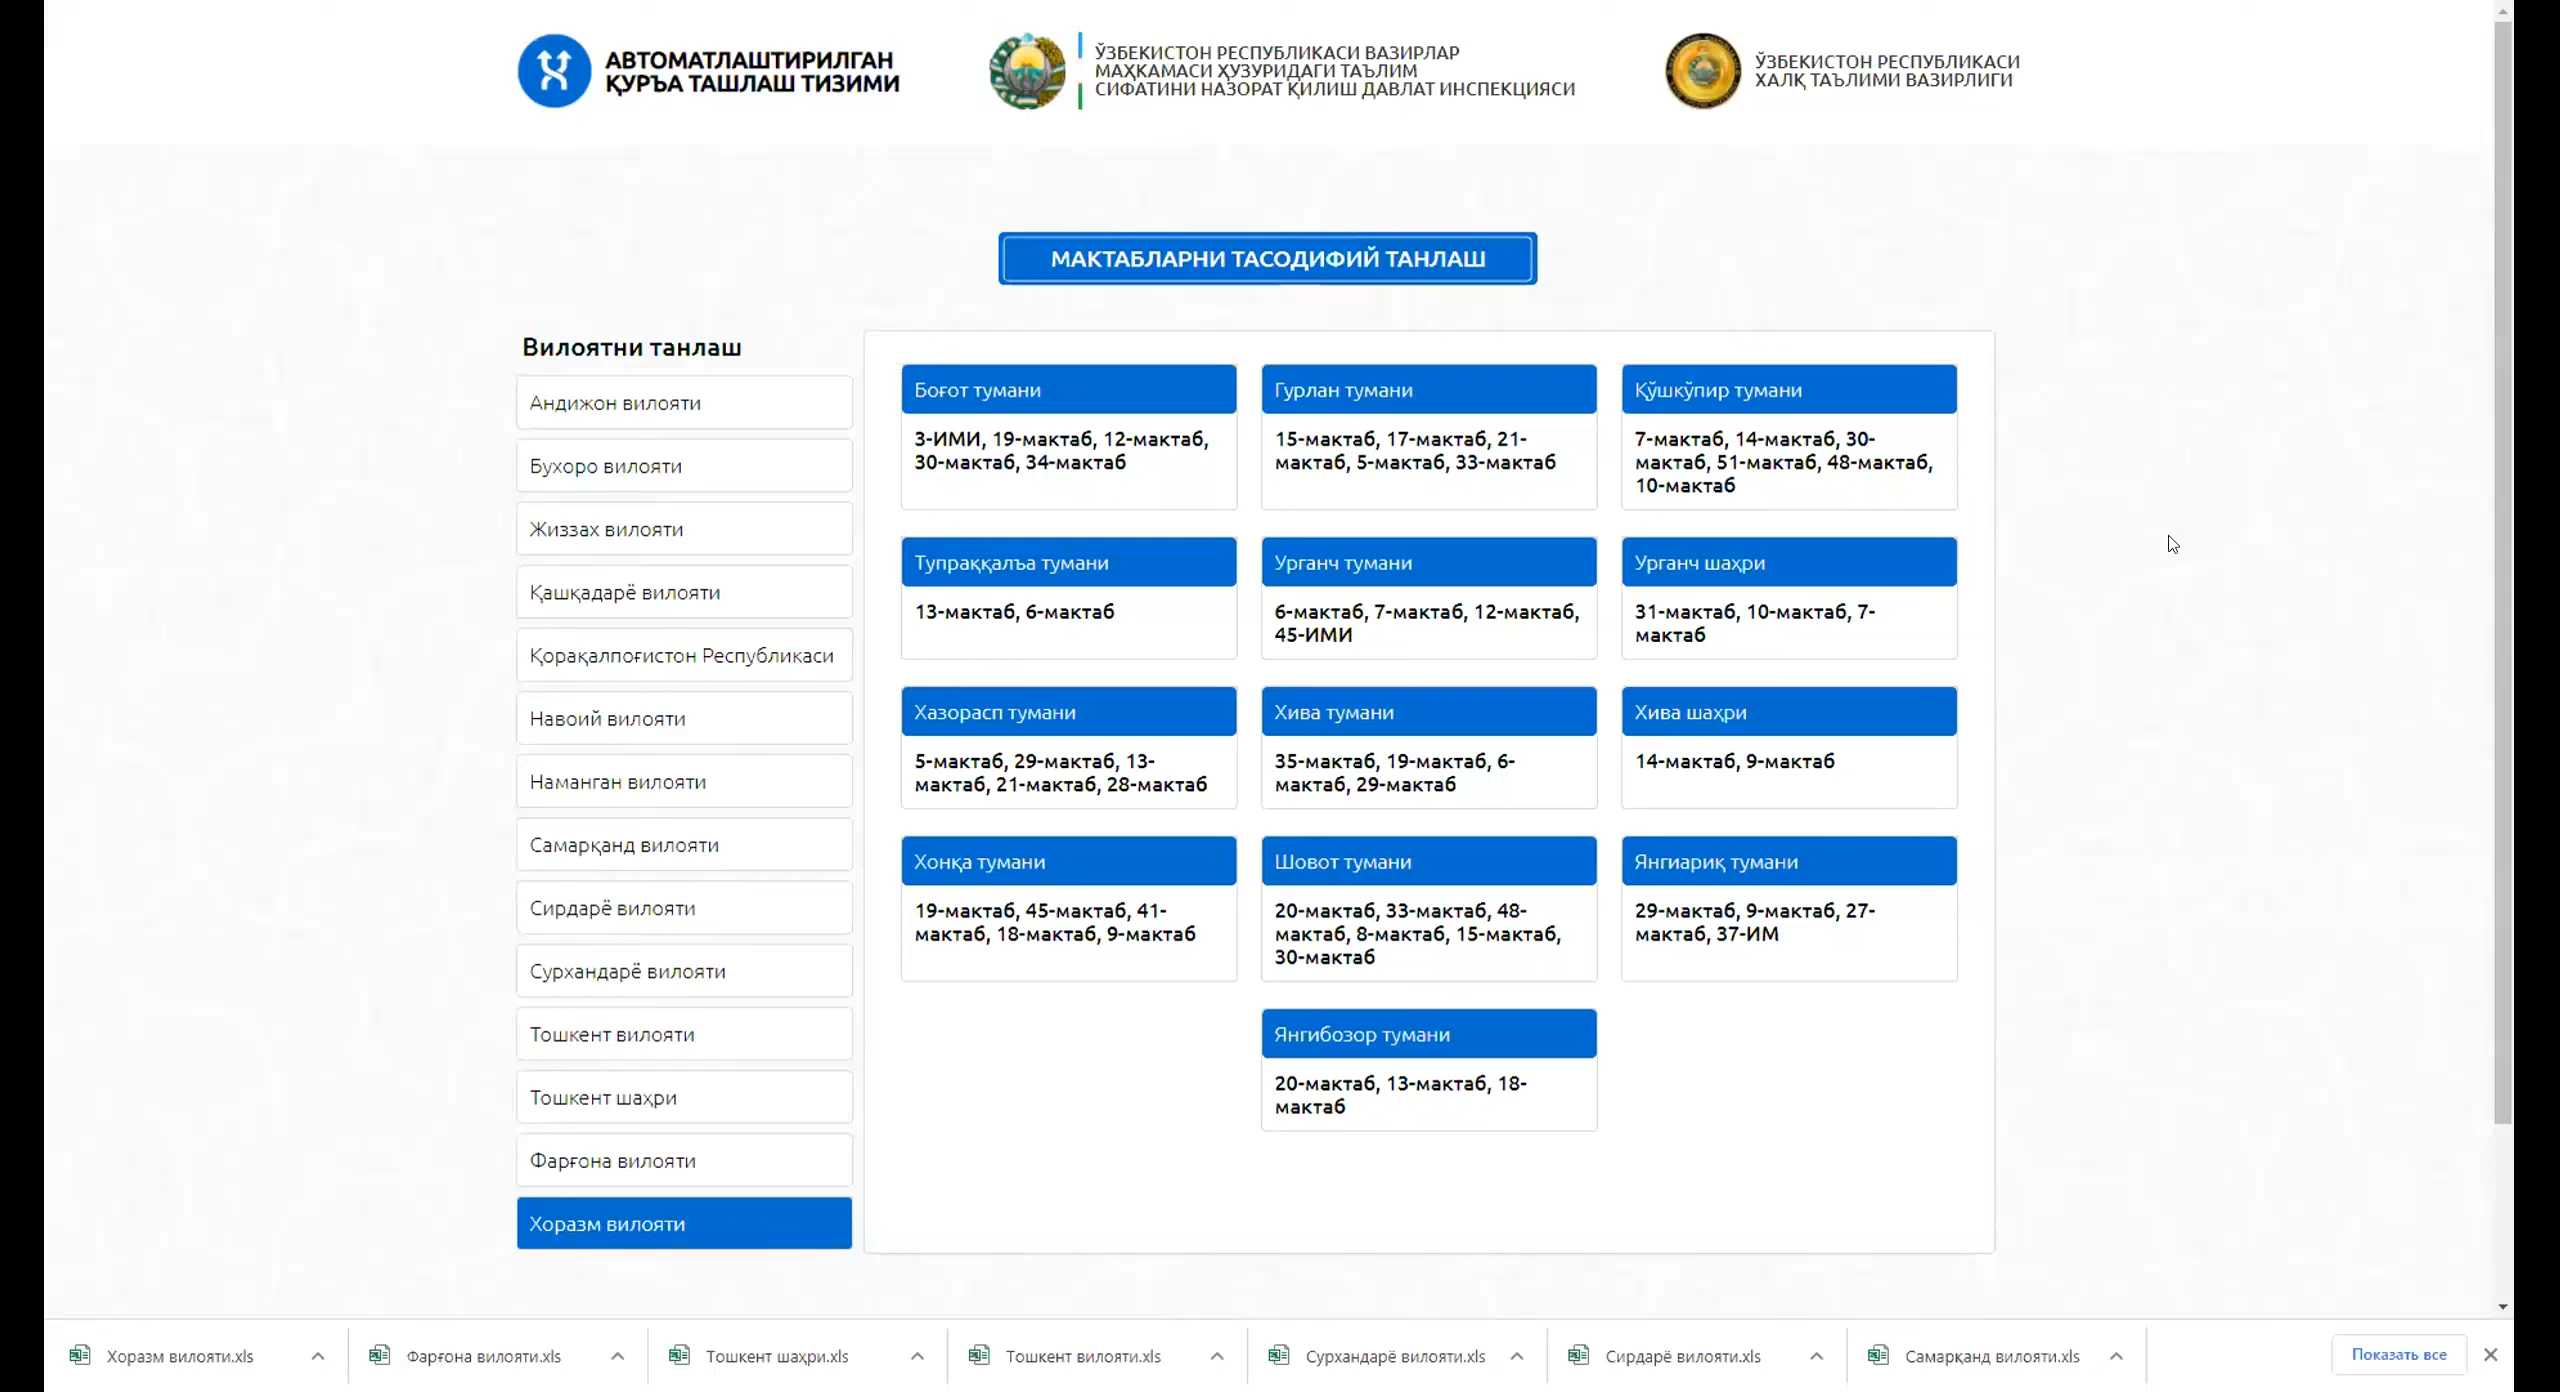 АВТОМАТЛАШТИРИЛГАН
ҚУРЪА ТАШЛАШ ТИЗИМИ
ЎЗБЕКИСТОН РЕСПУБЛИКАСИ ВАЗИРЛАР
МАҲКАМАСИ ҲУЗУРИДАГИ ТАЪЛИМ
СИФАТИНИ НАЗОРАТ ҚИЛИШ ДАВЛАТ ИНСПЕКЦИЯСИ
ЎЗБЕКИСТОН РЕСПУБЛИКАСИ
ХАЛҚ ТАЪЛИМИ ВАЗИРЛИГИ
МАКТАБЛАРНИ ТАСОДИФИЙ ТАНЛАШ
Вилоятни танлаш
Андижон вилояти
Бухоро вилояти
Жиззах вилояти
Қашқадарё вилояти
Қорақалпоғистон Республикаси
Навоий вилояти
Наманган вилояти
Самарқанд вилояти
Сирдарё вилояти
Сурхандарё вилояти
Тошкент вилояти
Тошкент шаҳри
Фарғона вилояти
Хоразм вилояти
Боғот тумани
3-ИМИ, 19-мактаб, 12-мактаб,
30-мактаб, 34-мактаб
Гурлан тумани
15-мактаб, 17-мактаб, 21-
мактаб, 5-мактаб, 33-мактаб
Қўшкўпир тумани
7-мактаб, 14-мактаб, 30-
мактаб, 51-мактаб, 48-мактаб,
10-мактаб
Тупраққалъа тумани
13-мактаб, 6-мактаб
Урганч тумани
6-мактаб, 7-мактаб, 12-мактаб,
45-ИМИ
Урганч шаҳри
31-мактаб, 10-мактаб, 7-
мактаб
Хазорасп тумани
5-мактаб, 29-мактаб, 13-
мактаб, 21-мактаб, 28-мактаб
Хива тумани
35-мактаб, 19-мактаб, 6-
мактаб, 29-мактаб
Хива шаҳри
14-мактаб, 9-мактаб
Хонқа тумани
19-мактаб, 45-мактаб, 41-
мактаб, 18-мактаб, 9-мактаб
Шовот тумани
20-мактаб, 33-мактаб, 48-
мактаб, 8-мактаб, 15-мактаб,
30-мактаб
Янгиариқ тумани
29-мактаб, 9-мактаб, 27-
мактаб, 37-ИМ
Янгибозор тумани
20-мактаб, 13-мактаб, 18-
мактаб
Хоразм вилояти.xls
Фарғона вилояти.xls
Тошкент шаҳри.xls
Тошкент вилояти.xls
Сурхандарё вилояти.xls
Сирдарё вилояти.xls
Самарқанд вилояти.xls
Показать все